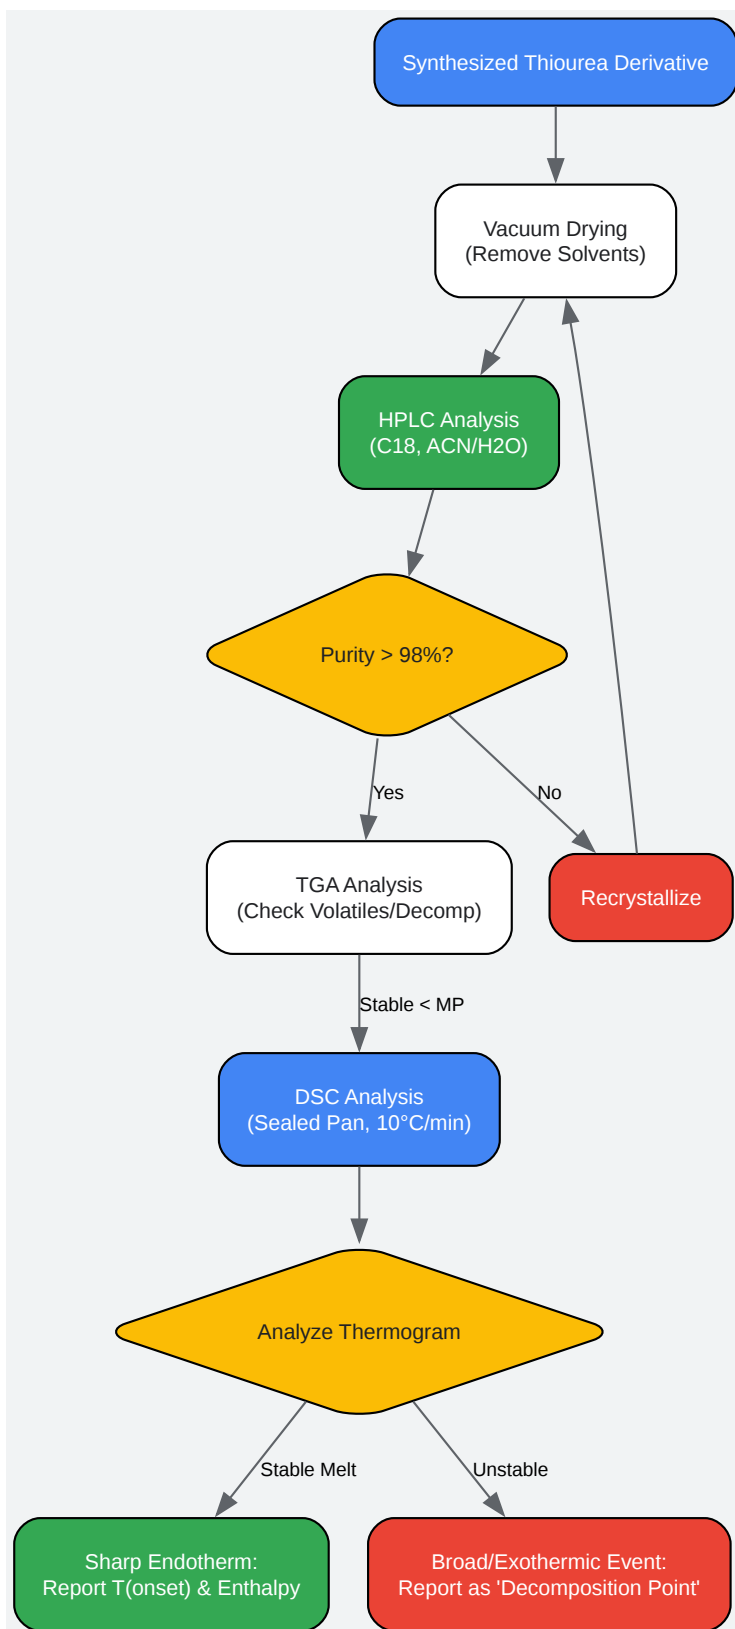 Synthesized Thiourea Derivative
Vacuum Drying
(Remove Solvents)
HPLC Analysis
(C18, ACN/H2O)
Purity > 98%?
Yes
No
TGA Analysis
(Check Volatiles/Decomp)
Recrystallize
Stable < MP
DSC Analysis
(Sealed Pan, 10°C/min)
Analyze Thermogram
Stable Melt
Unstable
Sharp Endotherm:
Report T(onset) & Enthalpy
Broad/Exothermic Event:
Report as 'Decomposition Point'